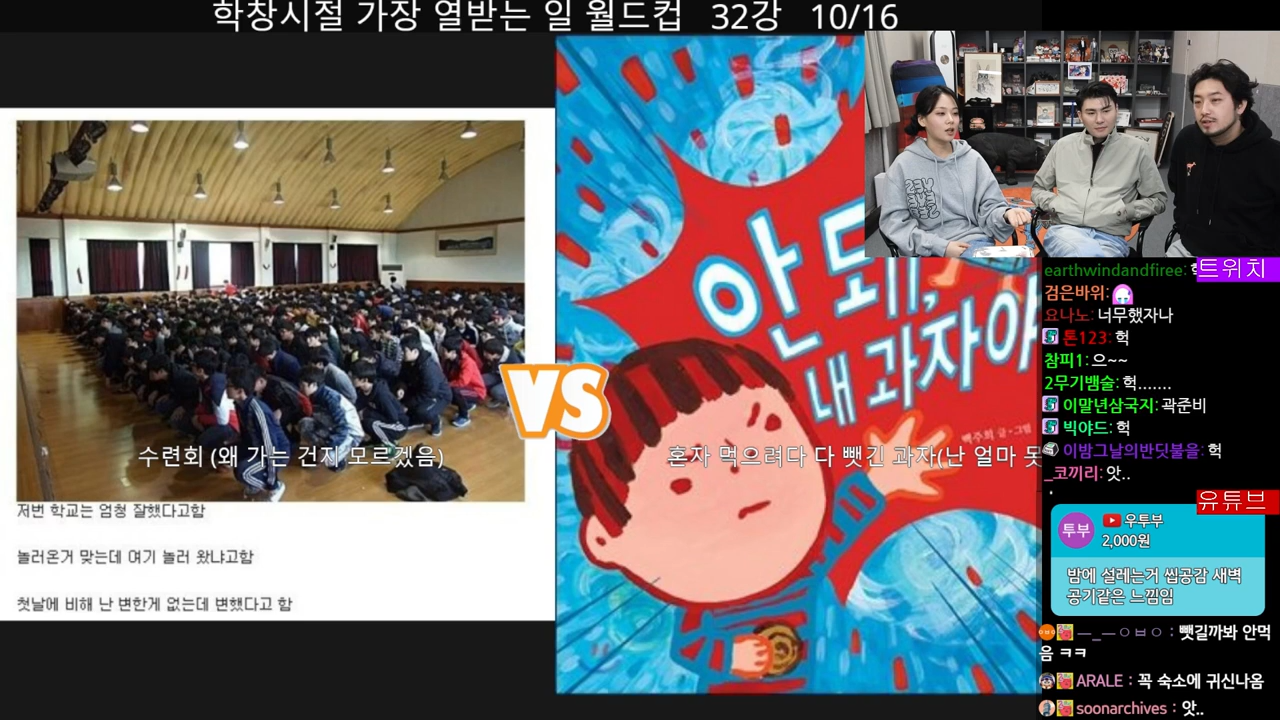 학창시절 가장 열받는 일 월드컵 32강 10/16
수련회 (왜 가는 건지 모르겠음)
저번 학교는 엄청 잘했다고함
놀러온거 맞는데 여기 놀러 왔냐고함
첫날에 비해 난 변한게 없는데 변했다고 함
VS
안 돼,
내 과자야
백주희 글·그림
혼자 먹으려다 다 뺏긴 과자(난 얼마 못
트위치
earthwindandfiree:
검은바위:
요나노: 너무했자나
톤123: 헉
참피1: 으~~
2무기뱀술: 헉.......
이말년삼국지: 곽준비
빅야드: 헉
이밤그날의반딧불을: 헉
_코끼리: 앗..
유튜브
투부
우투부
2,000원
밤에 설레는거 씹공감 새벽
공기같은 느낌임
ㅡ_ㅡㅇㅂㅇ : 뺏길까봐 안먹
음 ㅋㅋ
ARALE : 꼭 숙소에 귀신나옴
soonarchives : 앗..